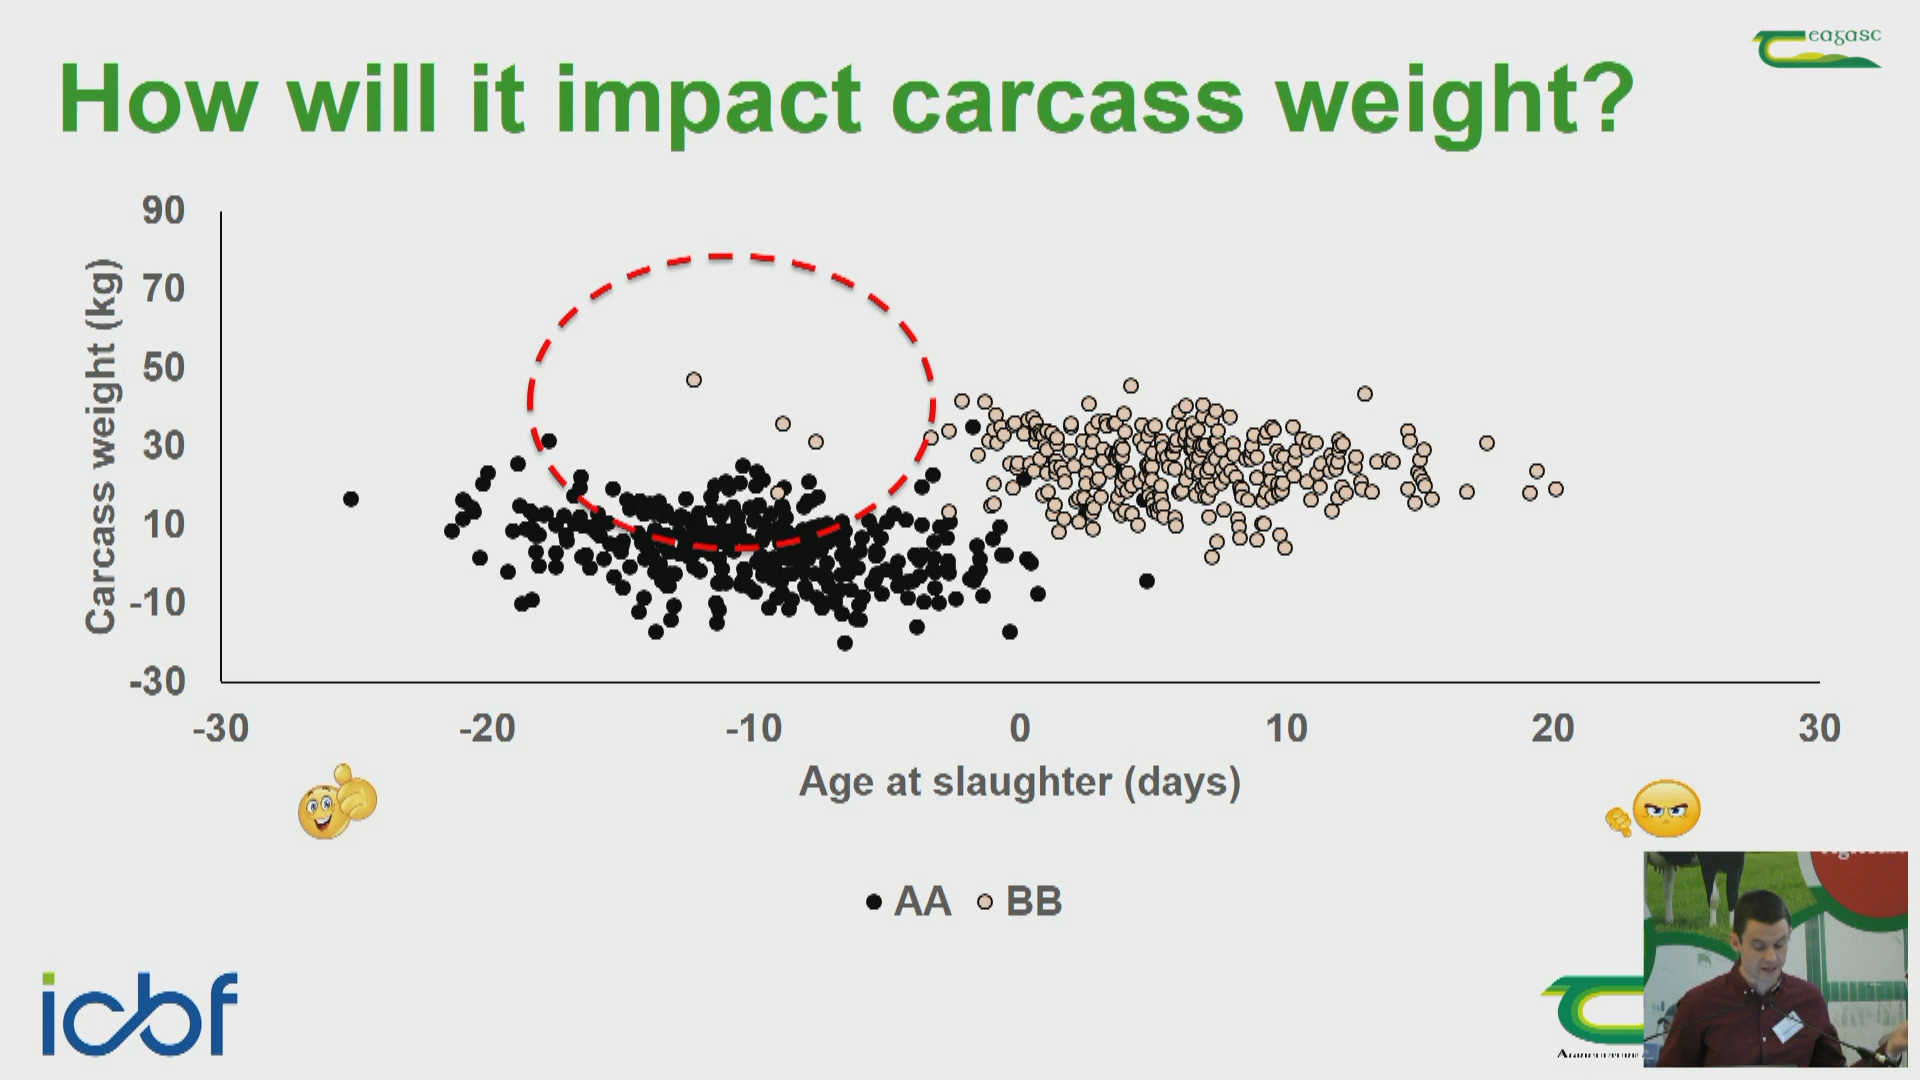 eagasc
How will it impact carcass weight?
90
70
50
30
10
-10
-30
Carcass weight (kg)
-30
-20
-10
0
10
20
30
Age at slaughter (days)
AA
BB
icbf